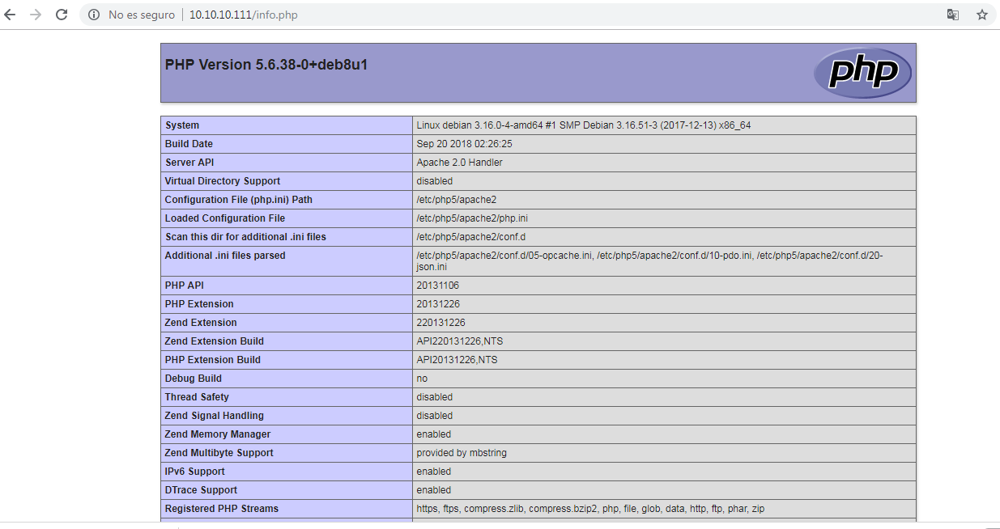 No es seguro 10.10.10.111/info.php
PHP Version 5.6.38-0+deb8u1
php
System Linux debian 3.16.0-4-amd64 #1 SMP Debian 3.16.51-3 (2017-12-13) x86_64
Build Date Sep 20 2018 02:26:25
Server API Apache 2.0 Handler
Virtual Directory Support disabled
Configuration File (php.ini) Path /etc/php5/apache2
Loaded Configuration File /etc/php5/apache2/php.ini
Scan this dir for additional .ini files /etc/php5/apache2/conf.d
Additional .ini files parsed /etc/php5/apache2/conf.d/05-opcache.ini, /etc/php5/apache2/conf.d/10-pdo.ini, /etc/php5/apache2/conf.d/20-
json.ini
PHP API 20131106
PHP Extension 20131226
Zend Extension 220131226
Zend Extension Build API220131226,NTS
PHP Extension Build API20131226,NTS
Debug Build no
Thread Safety disabled
Zend Signal Handling disabled
Zend Memory Manager enabled
Zend Multibyte Support provided by mbstring
IPv6 Support enabled
DTrace Support enabled
Registered PHP Streams https, ftps, compress.zlib, compress.bzip2, php, file, glob, data, http, ftp, phar, zip